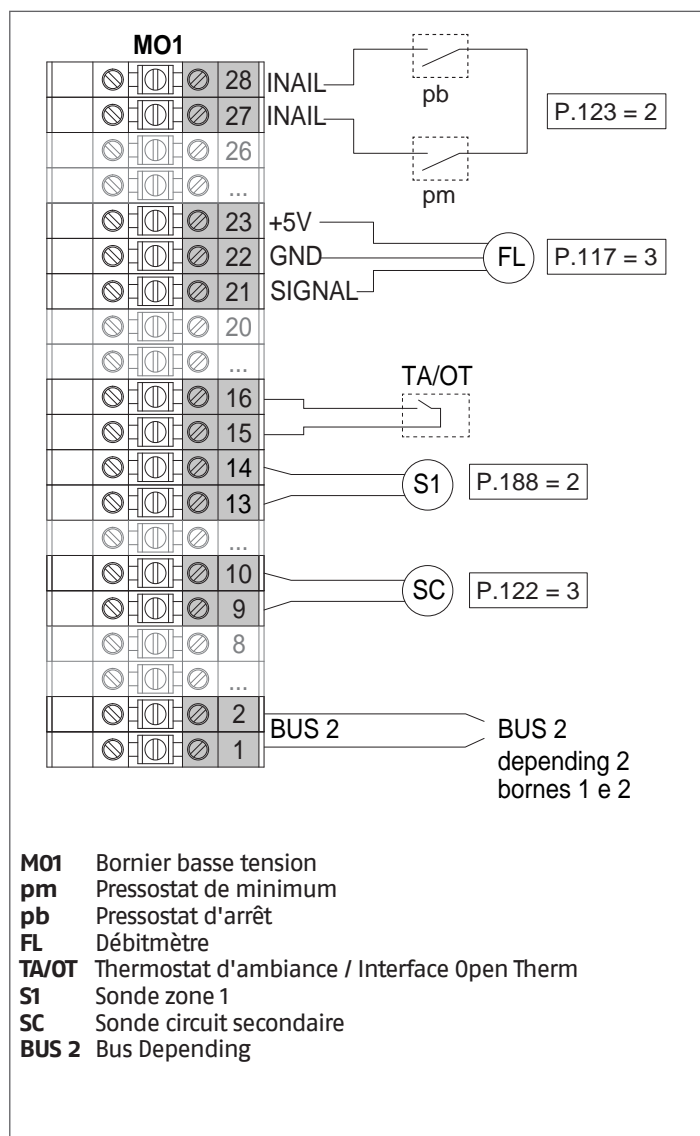 MO1
28 INAIL
pb
27 INAIL
P.123 = 2
26
pm
...
23 +5V
22 GND
FL
P.117 = 3
21 SIGNAL
20
...
TA/OT
16
15
14
S1
P.188 = 2
13
...
10
SC
P.122 = 3
9
8
...
2
BUS 2
BUS 2
1
depending 2
bornes 1 e 2
MO1 Bornier basse tension
pm Pressostat de minimum
pb Pressostat d'arrêt
FL Débitmètre
TA/OT Thermostat d'ambiance / Interface Open Therm
S1 Sonde zone 1
SC Sonde circuit secondaire
BUS 2 Bus Depending